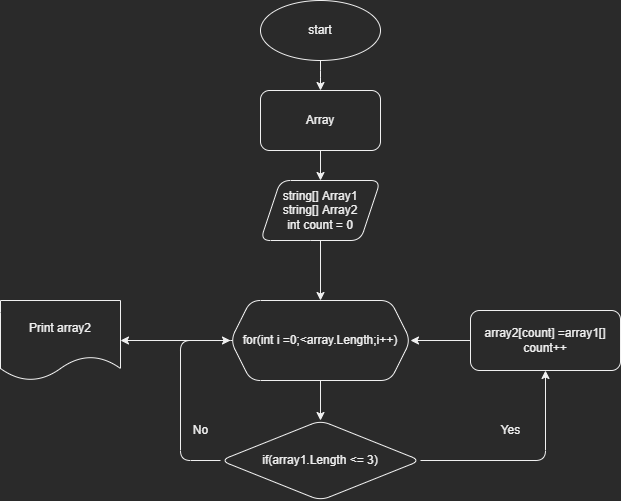 start
Array
string[] Array1
string[] Array2
int count = 0
Print array2
for(int i =0;<array.Length;i++)
array2[count] =array1[]
count++
No
Yes
if(array1.Length <= 3)